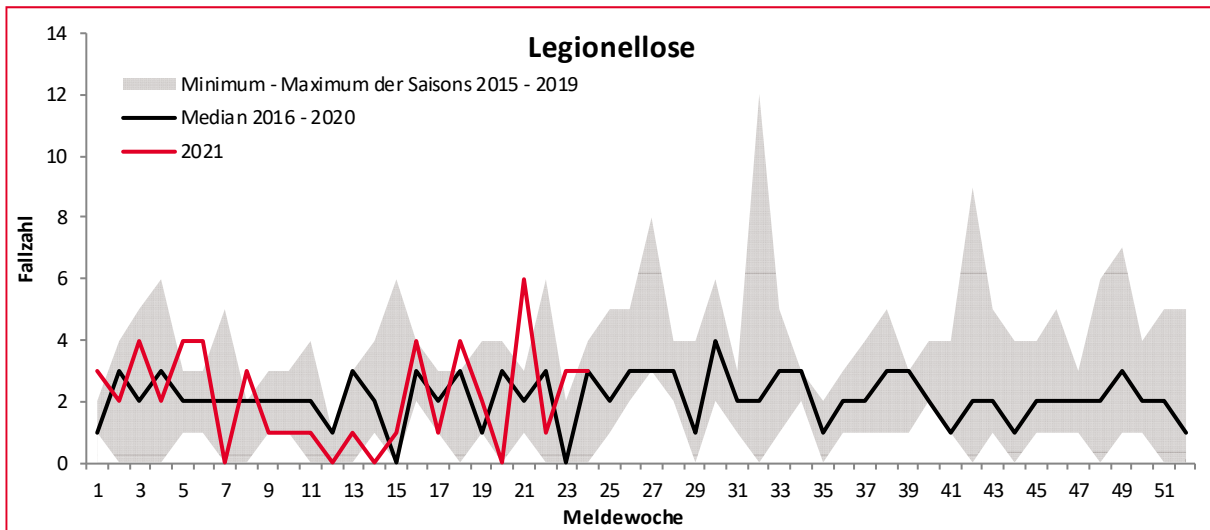 Legionellose
Minimum - Maximum der Saisons 2015 - 2019
Median 2016 - 2020
2021
Fallzahl
14
12
10
8
6
4
2
0
1 3 5 7 9 11 13 15 17 19 21 23 25 27 29 31 33 35 37 39 41 43 45 47 49 51
Meldewoche